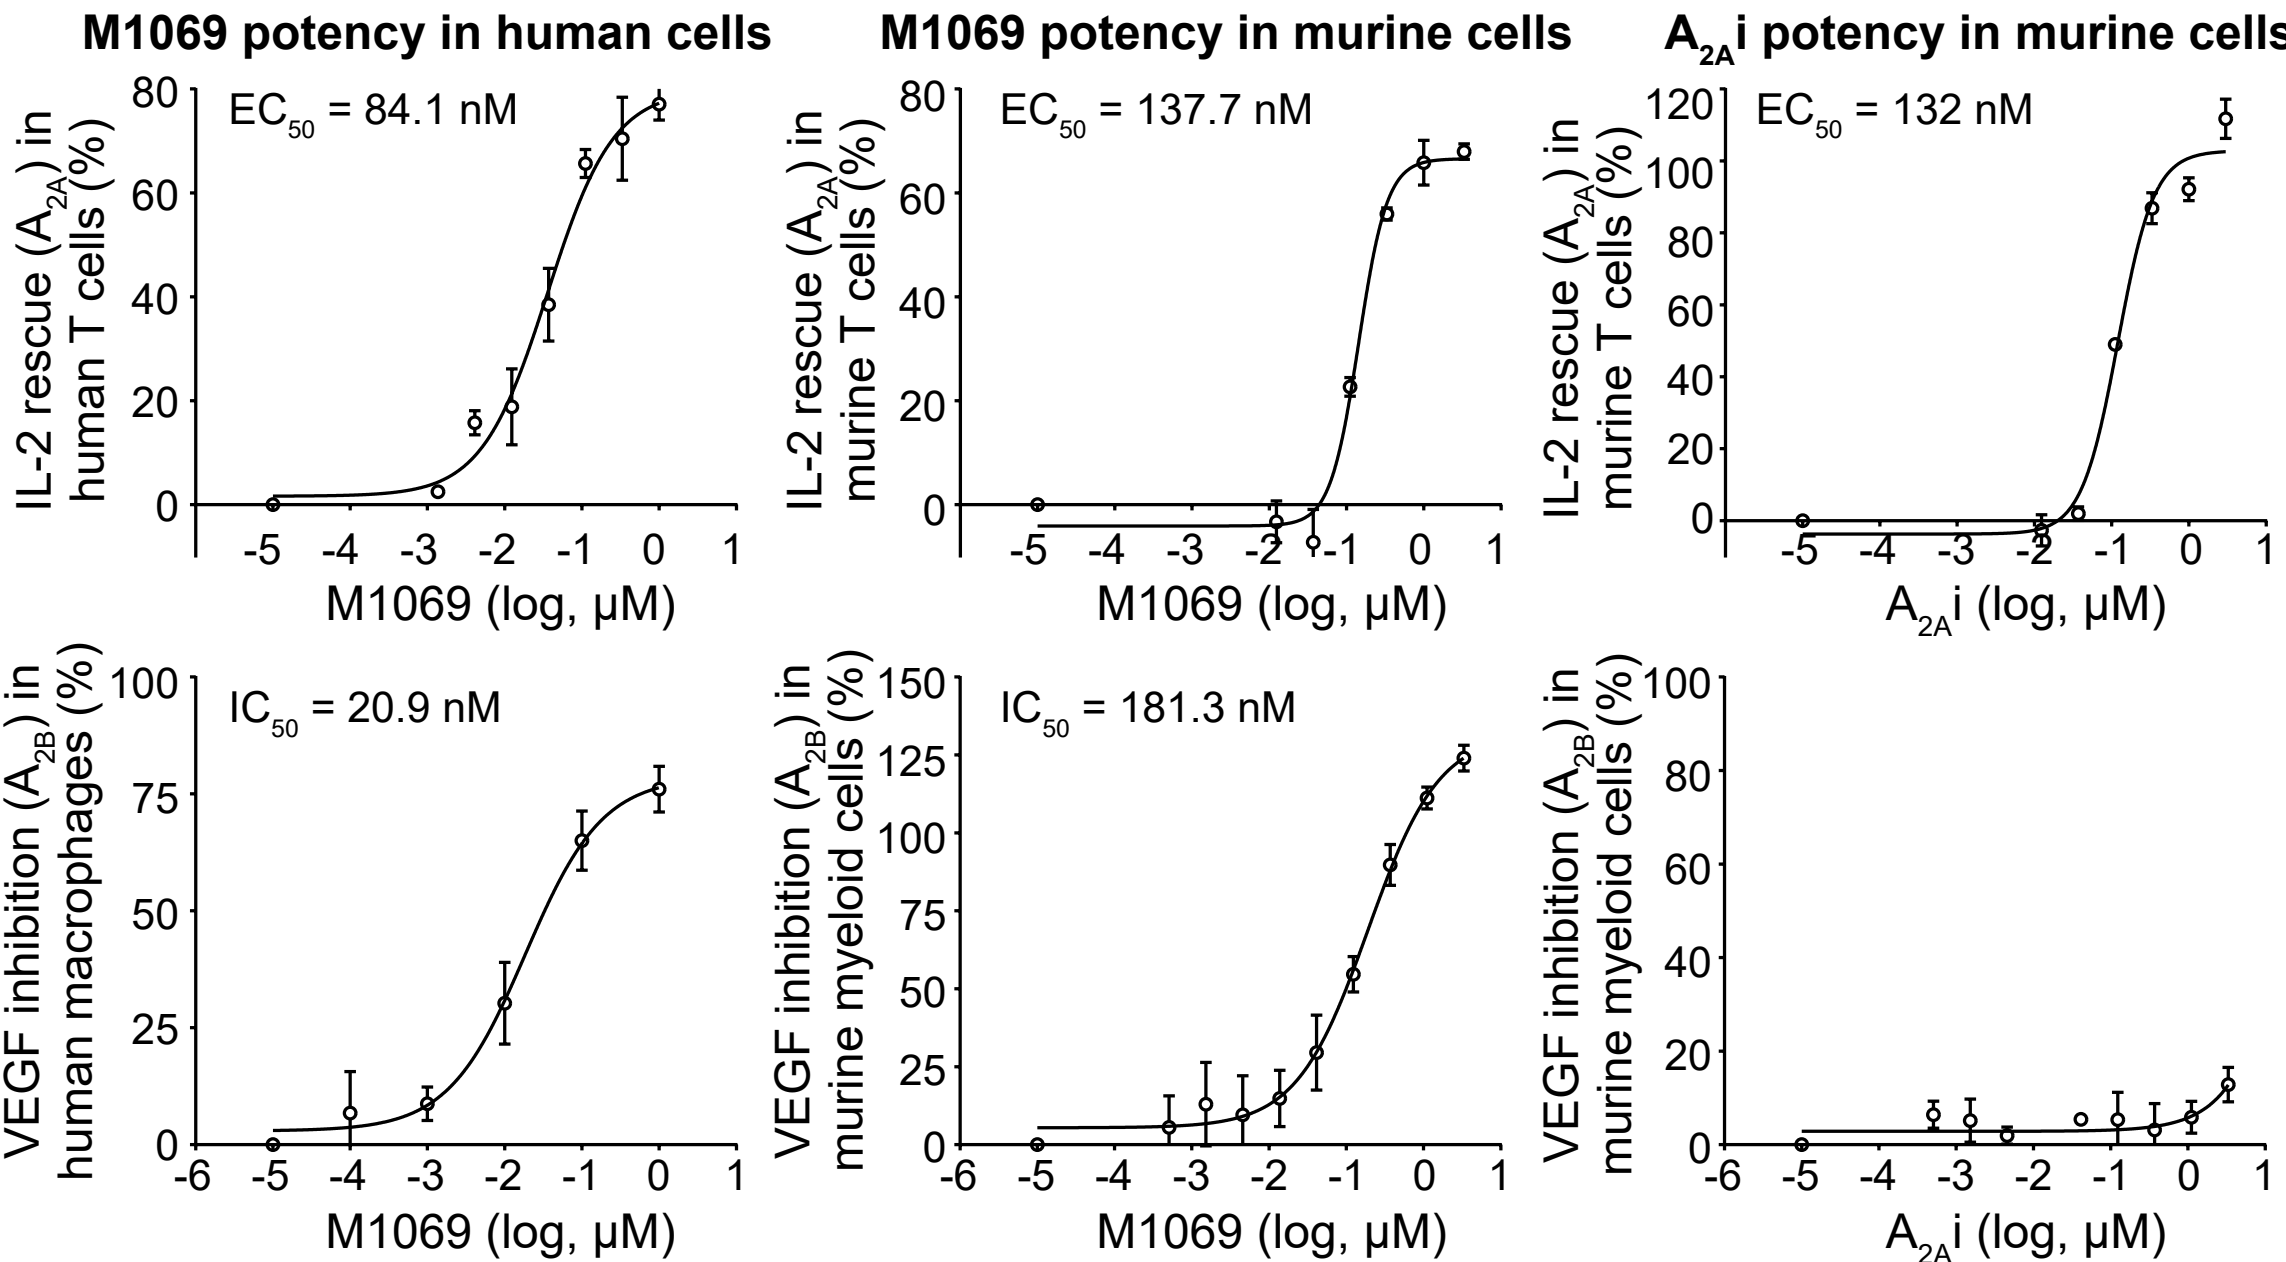 M1069 potency in human cells
M1069 potency in murine cells
A2Ai potency in murine cells
IL-2 rescue (A2A) in
human T cells (%)
80
60
40
20
0
EC50 = 84.1 nM
-5 -4 -3 -2 -1 0 1
M1069 (log, µM)
IL-2 rescue (A2A) in
murine T cells (%)
80
60
40
20
0
EC50 = 137.7 nM
-5 -4 -3 -2 -1 0 1
M1069 (log, µM)
IL-2 rescue (A2A) in
murine T cells (%)
120
100
80
60
40
20
0
EC50 = 132 nM
-5 -4 -3 -2 -1 0 1
A2Ai (log, µM)
VEGF inhibition (A2B) in
human macrophages (%)
100
75
50
25
0
IC50 = 20.9 nM
-6 -5 -4 -3 -2 -1 0 1
M1069 (log, µM)
VEGF inhibition (A2B) in
murine myeloid cells (%)
150
125
100
75
50
25
0
IC50 = 181.3 nM
-6 -5 -4 -3 -2 -1 0 1
M1069 (log, µM)
VEGF inhibition (A2B) in
murine myeloid cells (%)
100
80
60
40
20
0
-6 -5 -4 -3 -2 -1 0 1
A2Ai (log, µM)